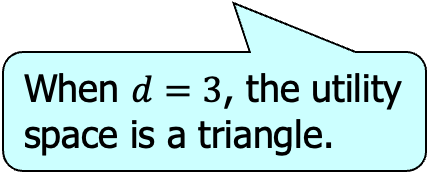 When d = 3, the utility
space is a triangle.